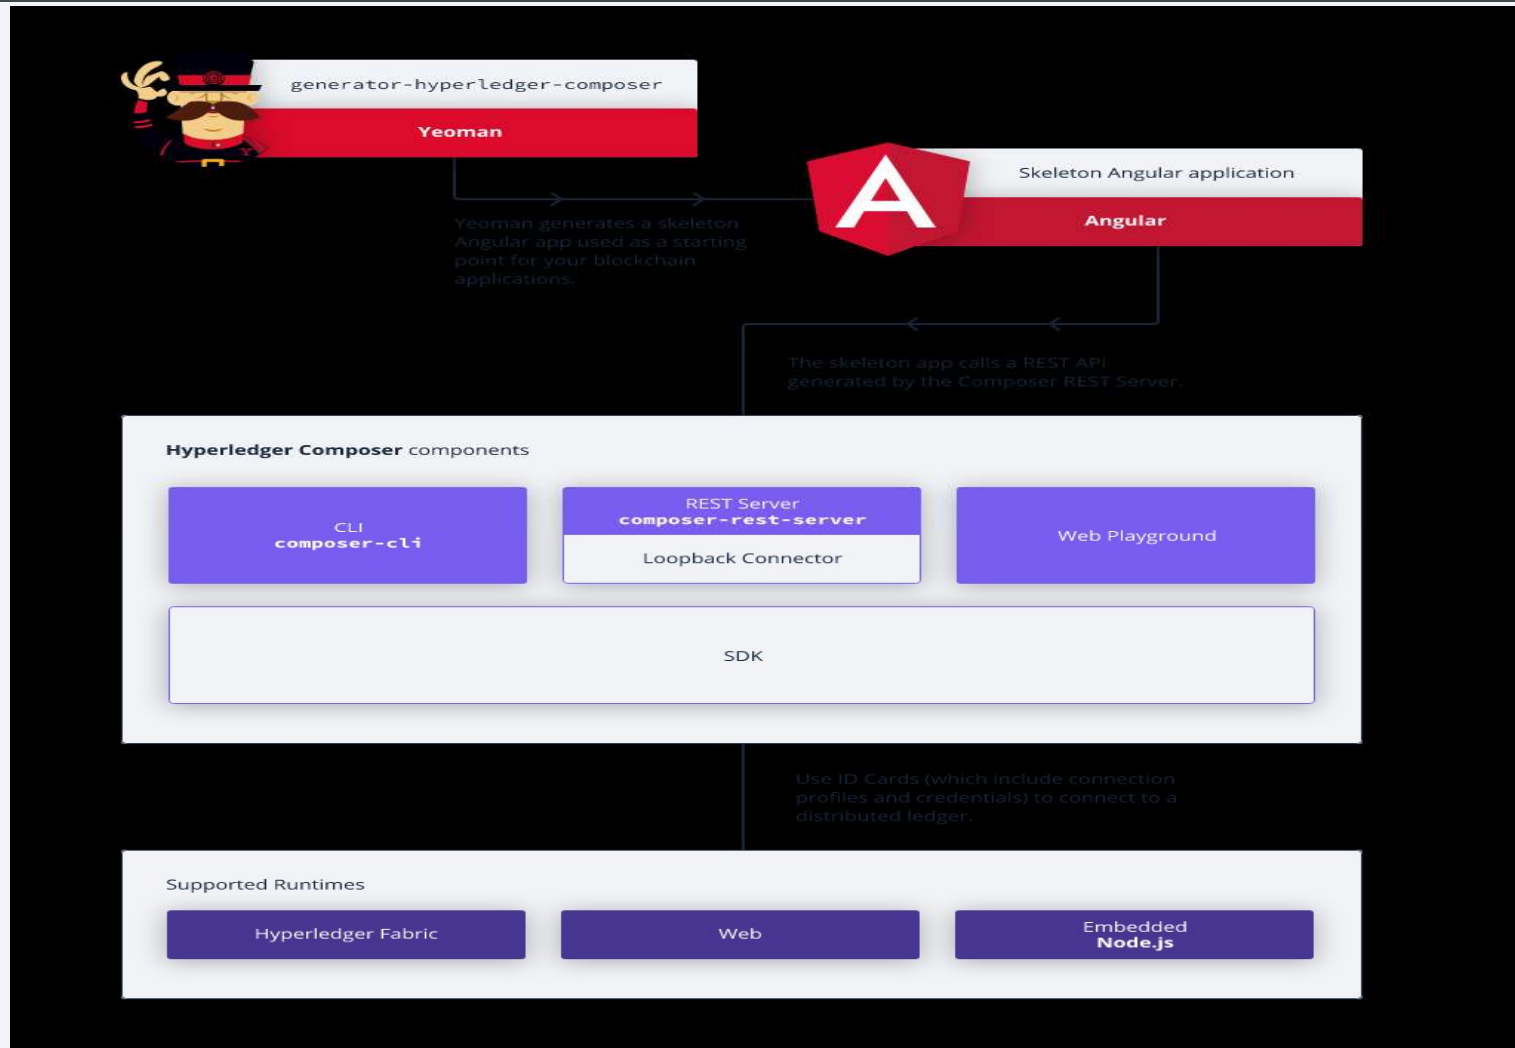 generator-hyperledger-composer
Yeoman
Skeleton Angular application
Angular
Yeoman generates a skeleton
Angular app used as a starting
point for your blockchain
applications.
The skeleton app calls a REST API
generated by the Composer REST Server.
Hyperledger Composer components
CLI
composer-cli
REST Server
composer-rest-server
Loopback Connector
Web Playground
SDK
Use ID Cards (which include connection
profiles and credentials) to connect to a
distributed ledger.
Supported Runtimes
Hyperledger Fabric
Web
Embedded
Node.js